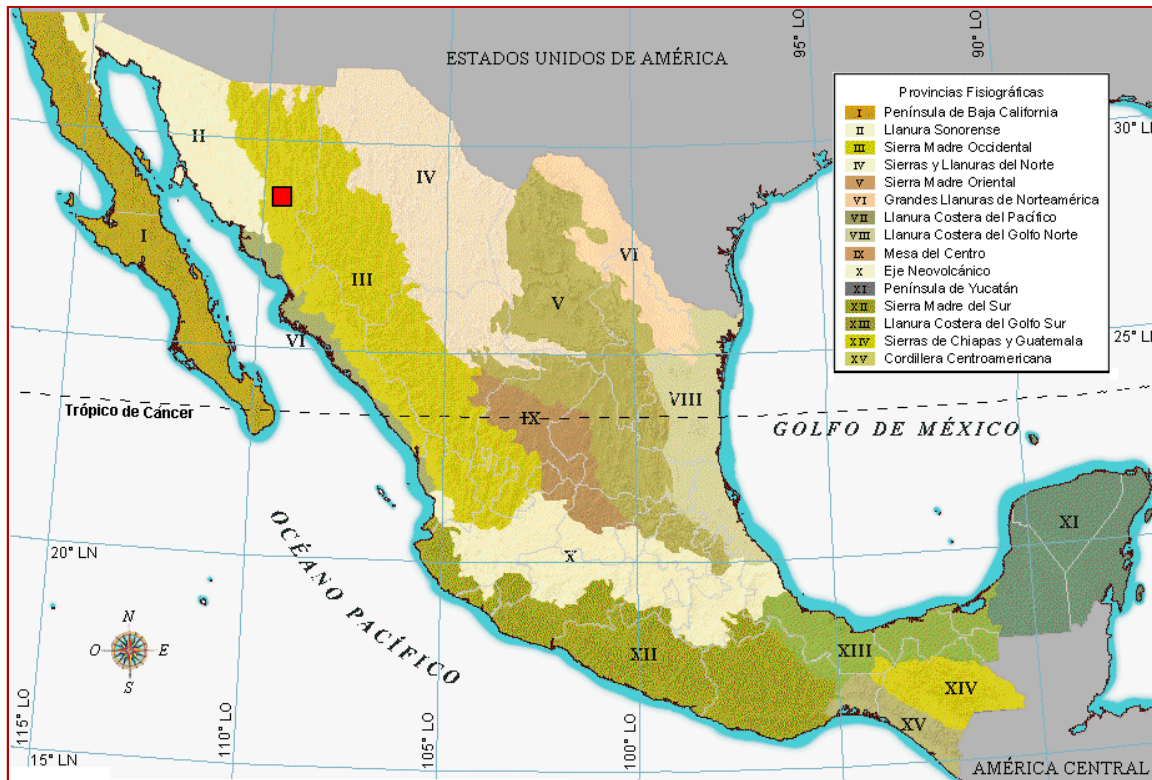 ESTADOS UNIDOS DE AMÉRICA
95° LO
90° LO
30° LN
25° LN
Provincias Fisiográficas
I Península de Baja California
II Llanura Sonorense
III Sierra Madre Occidental
IV Sierras y Llanuras del Norte
V Sierra Madre Oriental
VI Grandes Llanuras de Norteamérica
VII Llanura Costera del Pacífico
VIII Llanura Costera del Golfo Norte
IX Mesa del Centro
X Eje Neovolcánico
XI Península de Yucatán
XII Sierra Madre del Sur
XIII Llanura Costera del Golfo Sur
XIV Sierras de Chiapas y Guatemala
XV Cordillera Centroamericana
II
IV
I
III
VI
V
VI
VIII
IX
Trópico de Cáncer
GOLFO DE MÉXICO
XI
X
OCÉANO PACÍFICO
20° LN
N
O
E
S
XII
XIII
XIV
XV
115° LO
110° LO
105° LO
100° LO
15° LN
AMÉRICA CENTRAL